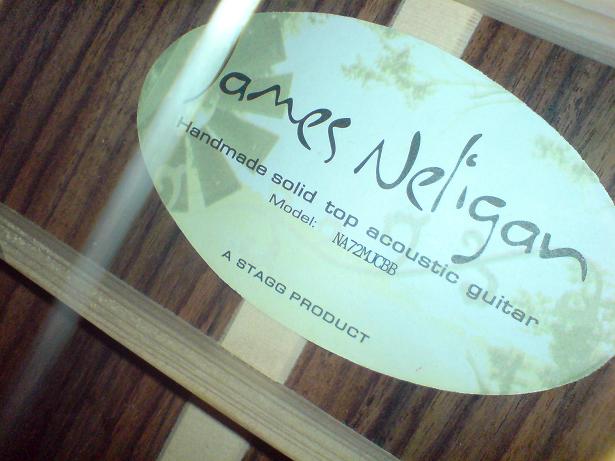 James Neligan
Handmade solid top acoustic guitar
Model: NA72MJCBB
A STAGG PRODUCT